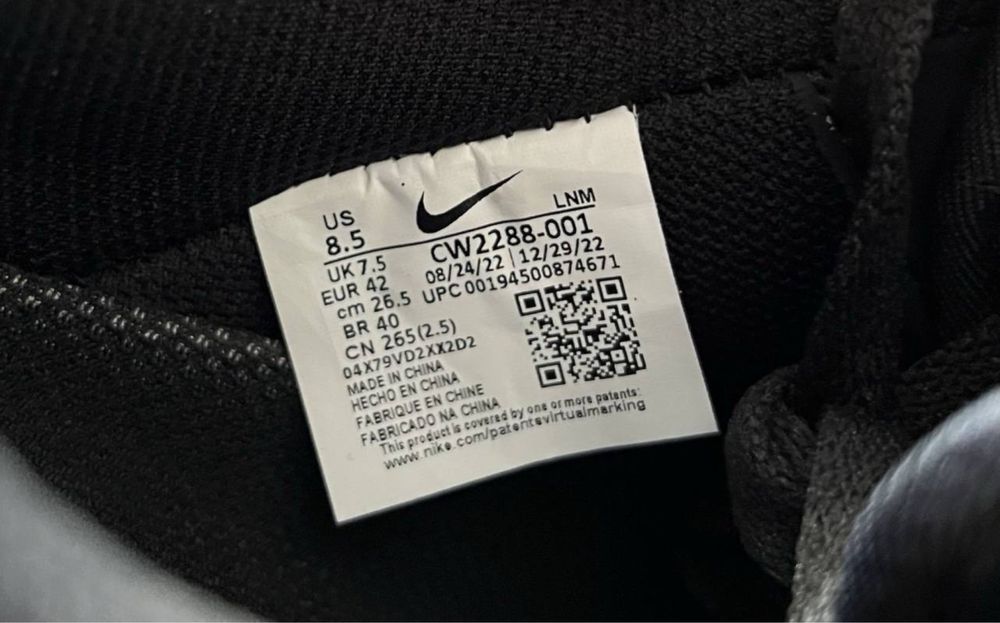 US
8.5
LNM
UK 7.5
CW2288-001
EUR 42
08/24/22 | 12/29/22
cm 26.5
UPC 00194500874671
BR 40
CN 265(2.5)
04X79VD2XX2D2
MADE IN CHINA
HECHO EN CHINA
FABRIQUE EN CHINE
FABRICADO NA CHINA
This product is covered by one or more patents:
www.nike.com/patentsvirtualmarking